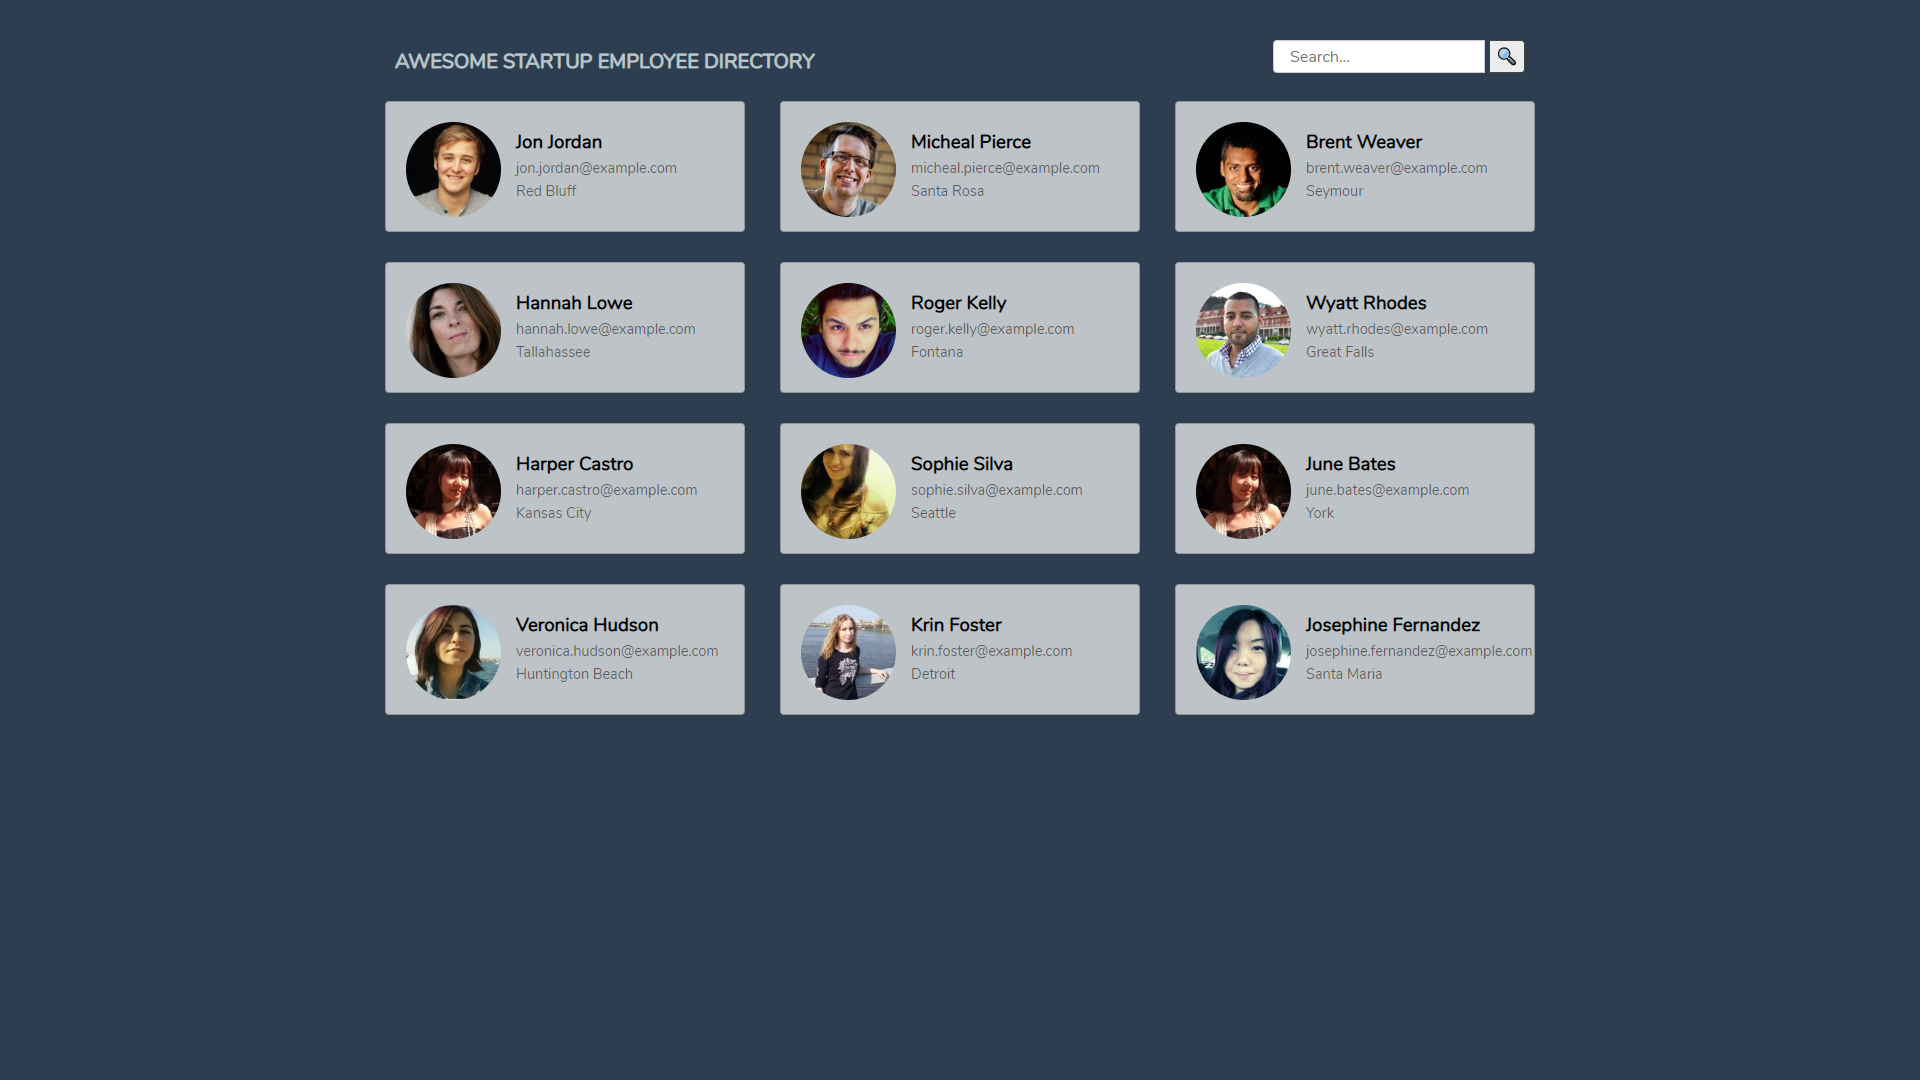 AWESOME STARTUP EMPLOYEE DIRECTORY
Search...
Jon Jordan
jon.jordan@example.com
Red Bluff
Micheal Pierce
micheal.pierce@example.com
Santa Rosa
Brent Weaver
brent.weaver@example.com
Seymour
Hannah Lowe
hannah.lowe@example.com
Tallahassee
Roger Kelly
roger.kelly@example.com
Fontana
Wyatt Rhodes
wyatt.rhodes@example.com
Great Falls
Harper Castro
harper.castro@example.com
Kansas City
Sophie Silva
sophie.silva@example.com
Seattle
June Bates
june.bates@example.com
York
Veronica Hudson
veronica.hudson@example.com
Huntington Beach
Krin Foster
krin.foster@example.com
Detroit
Josephine Fernandez
josephine.fernandez@example.com
Santa Maria